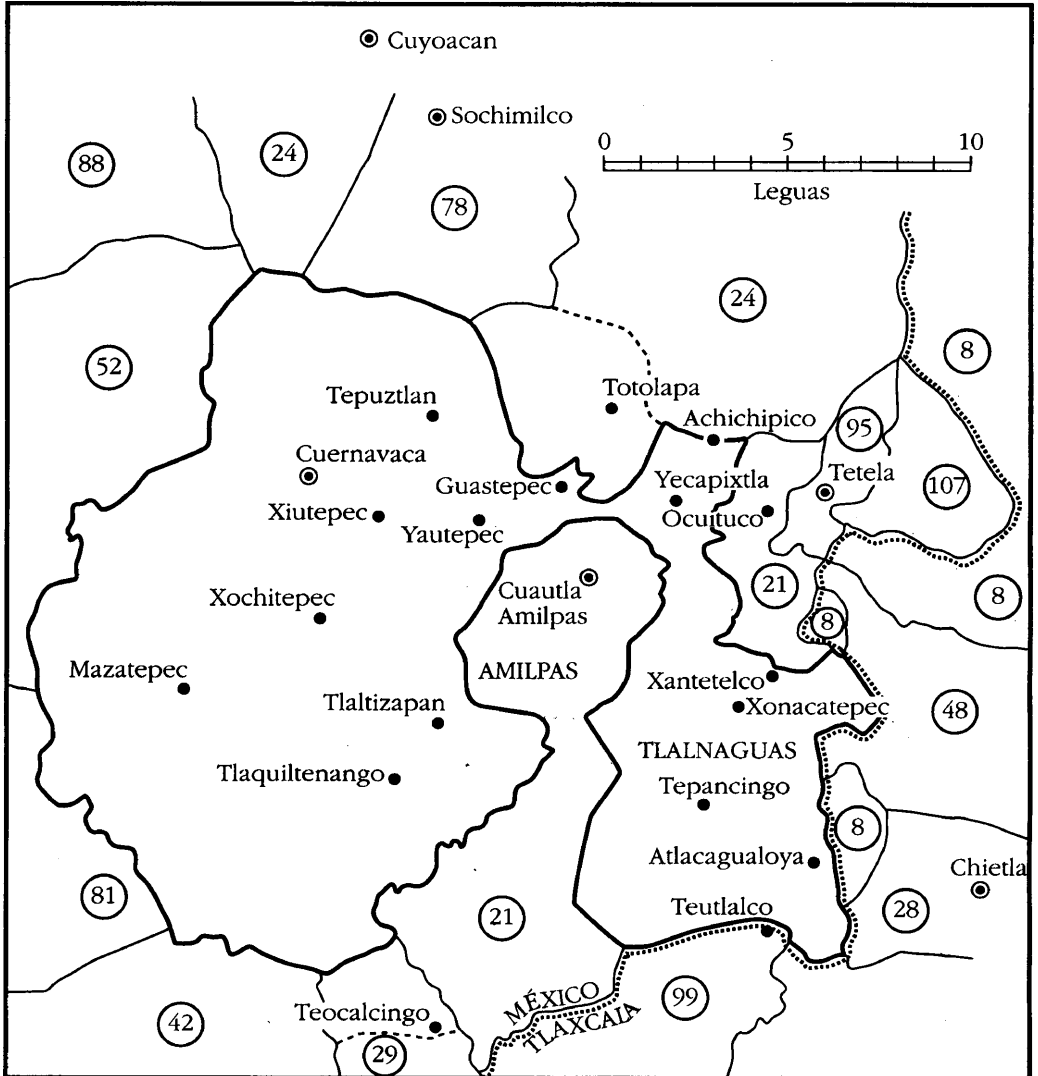 Cuyoacan
Sochimilco
0 5 10
Leguas
88
24
78
24
8
52
Totolapa
Tepuztlan
Achichipico
95
Cuernavaca
Tetela
Guastepec
Yecapixtla
107
Xiutepec
Ocuituco
Yautepec
Cuautla
Amilpas
21
8
Xochitepec
8
Mazatepec
AMILPAS
Xantetelco
Tlaltizapan
Xonacatepec
48
TLALNAGUAS
Tlaquiltenango
Tepancingo
8
Atlacagualoya
Chietla
81
21
Teutlalco
28
MÉXICO
TLAXCALA
99
Teocalcingo
42
29